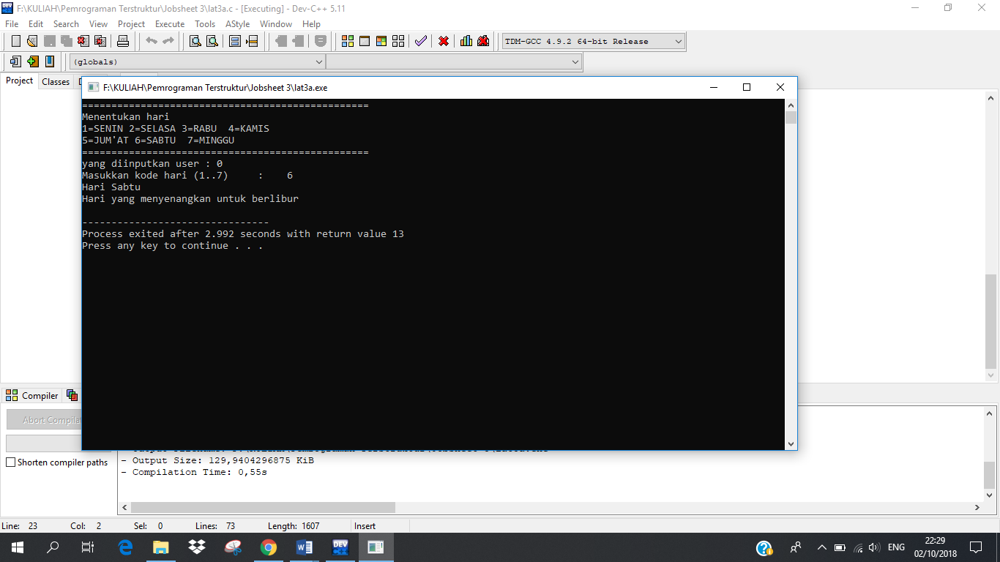 F:\KULIAH\Pemrograman Terstruktur\Jobsheet 3\lat3a.c - [Executing] - Dev-C++ 5.11
File Edit Search View Project Execute Tools AStyle Window Help
TDM-GCC 4.9.2 64-bit Release
(globals)
Project Classes
F:\KULIAH\Pemrograman Terstruktur\Jobsheet 3\lat3a.exe
=================================================
Menentukan hari
1=SENIN 2=SELASA 3=RABU  4=KAMIS
5=JUM'AT 6=SABTU  7=MINGGU
=================================================
yang diinputkan user : 0
Masukkan kode hari (1..7)     :    6
Hari Sabtu
Hari yang menyenangkan untuk berlibur
--------------------------------
Process exited after 2.992 seconds with return value 13
Press any key to continue . . .
Compiler
Abort Compilat
Shorten compiler paths
- Output Size: 129,9404296875 KiB
- Compilation Time: 0,55s
Line: 23 Col: 2 Sel: 0 Lines: 73 Length: 1607 Insert
DEV
ENG
22:29
02/10/2018